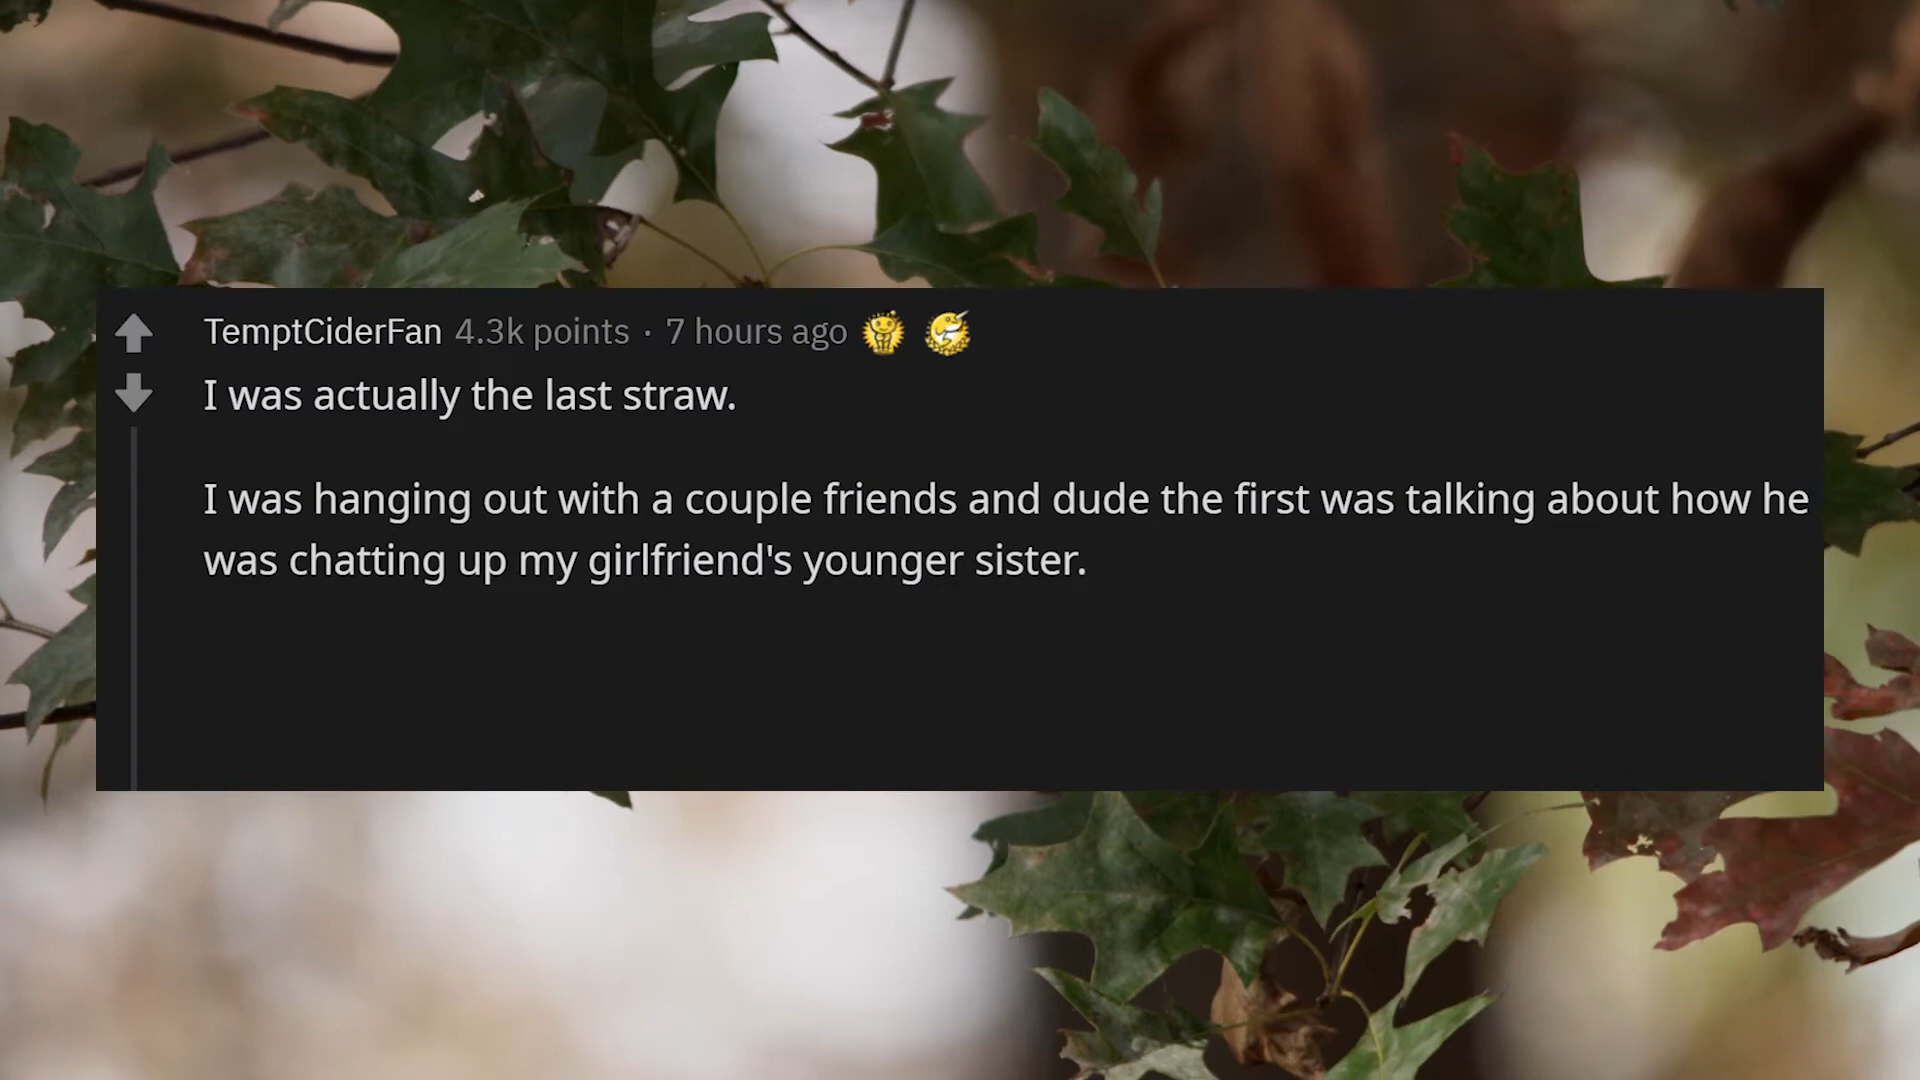 TemptCiderFan 4.3k points · 7 hours ago
I was actually the last straw.
I was hanging out with a couple friends and dude the first was talking about how he
was chatting up my girlfriend's younger sister.